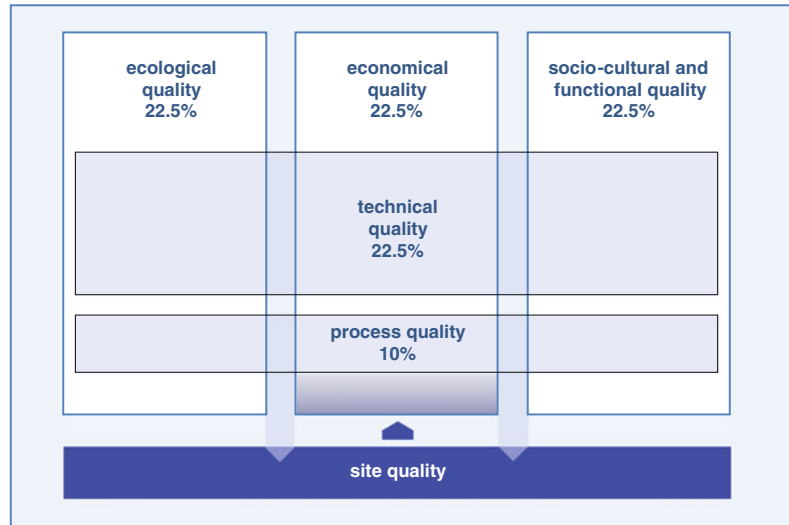 ecological
quality
22.5%
economical
quality
22.5%
socio-cultural and
functional quality
22.5%
technical
quality
22.5%
process quality
10%
site quality